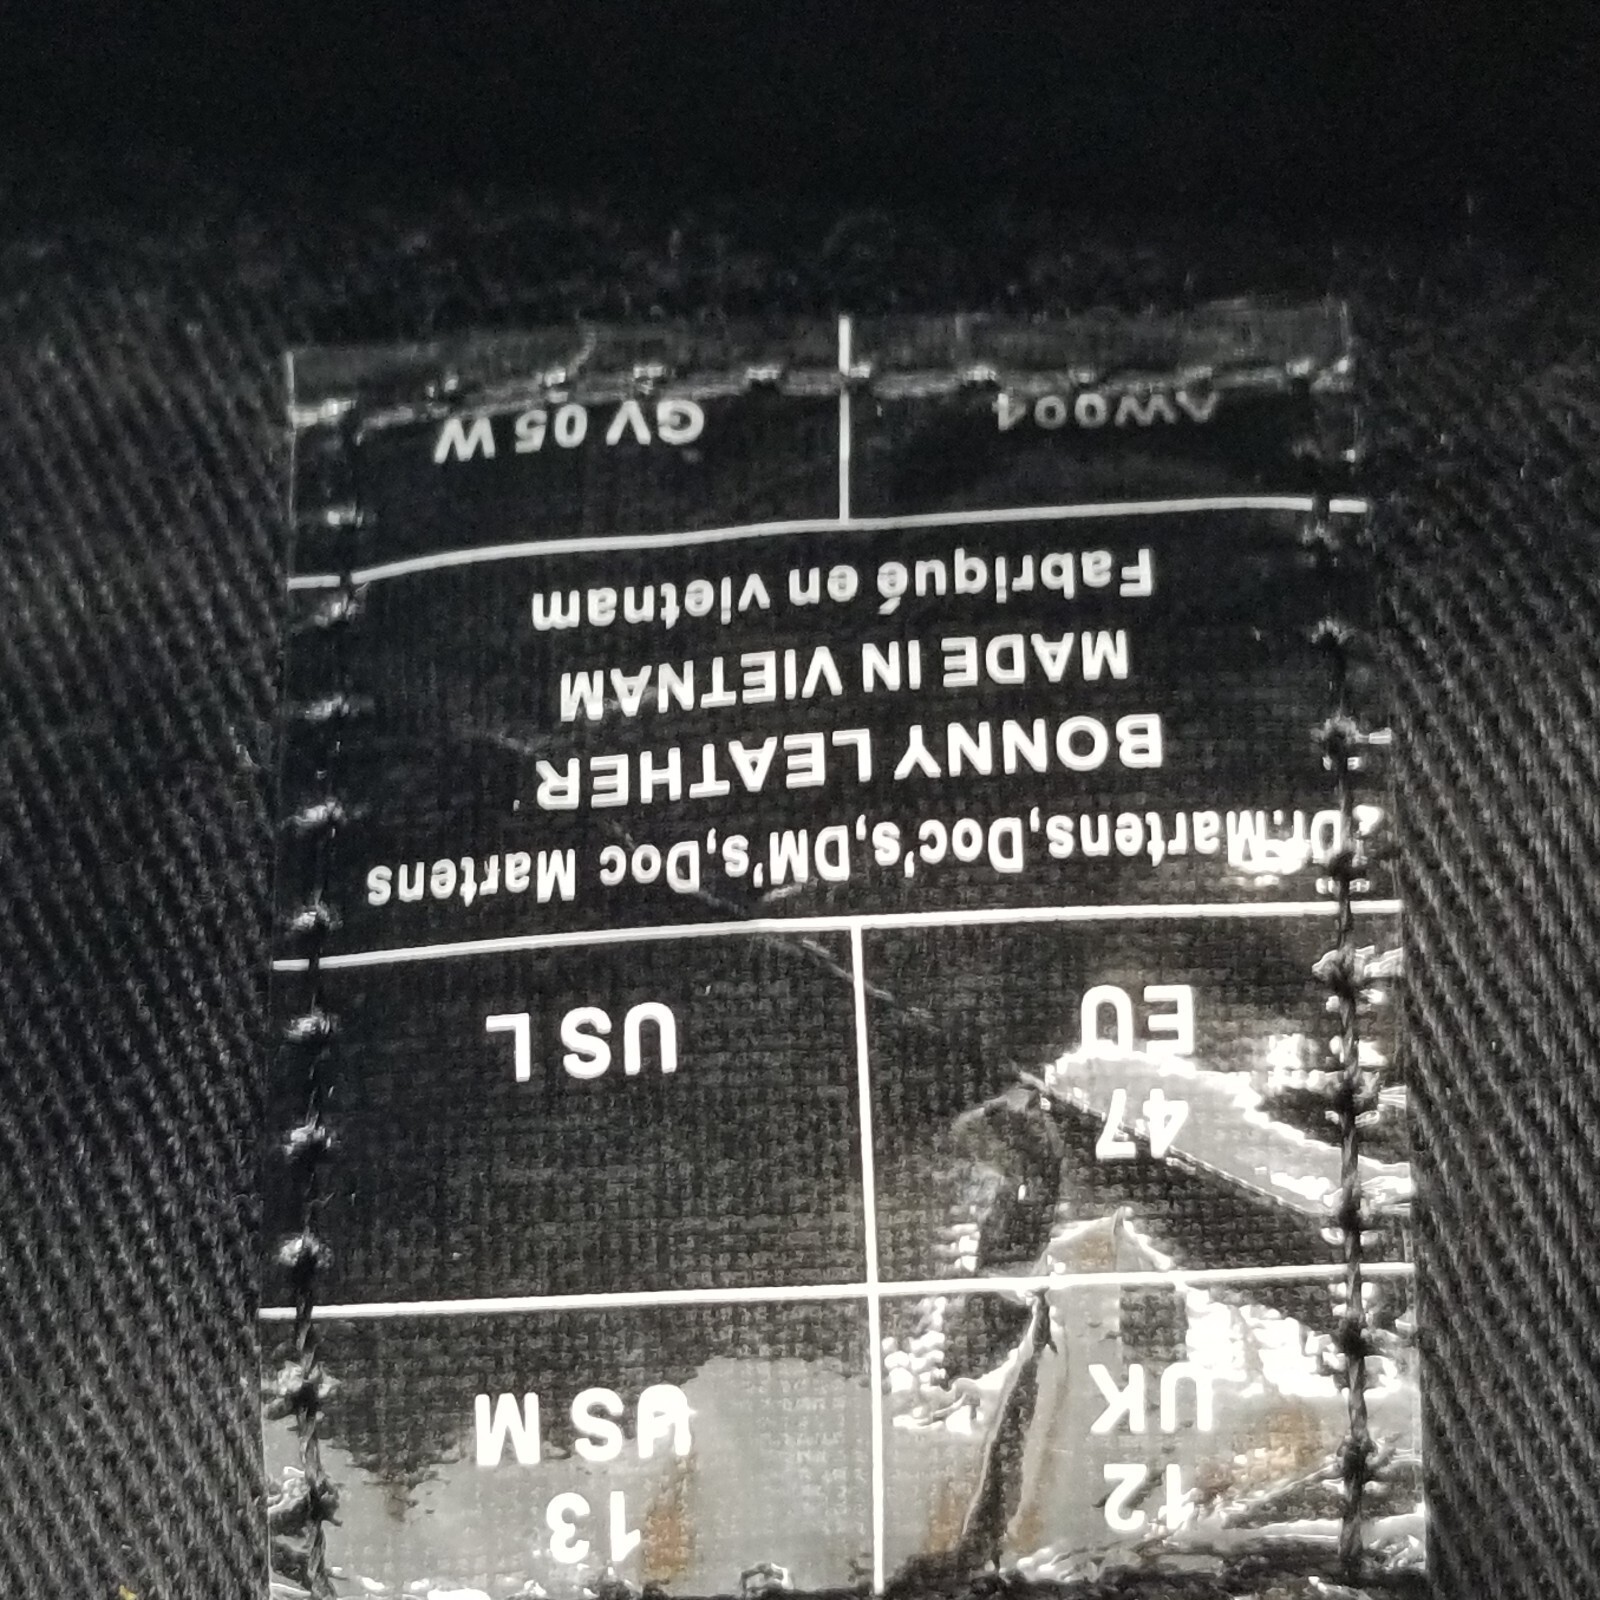 UK
12
US M
13
EU
47
US L
Dr.Martens,Doc's,DM's,Doc Martens
BONNY LEATHER
MADE IN VIETNAM
Fabriqué en vietnam
AW004
GV 05 W